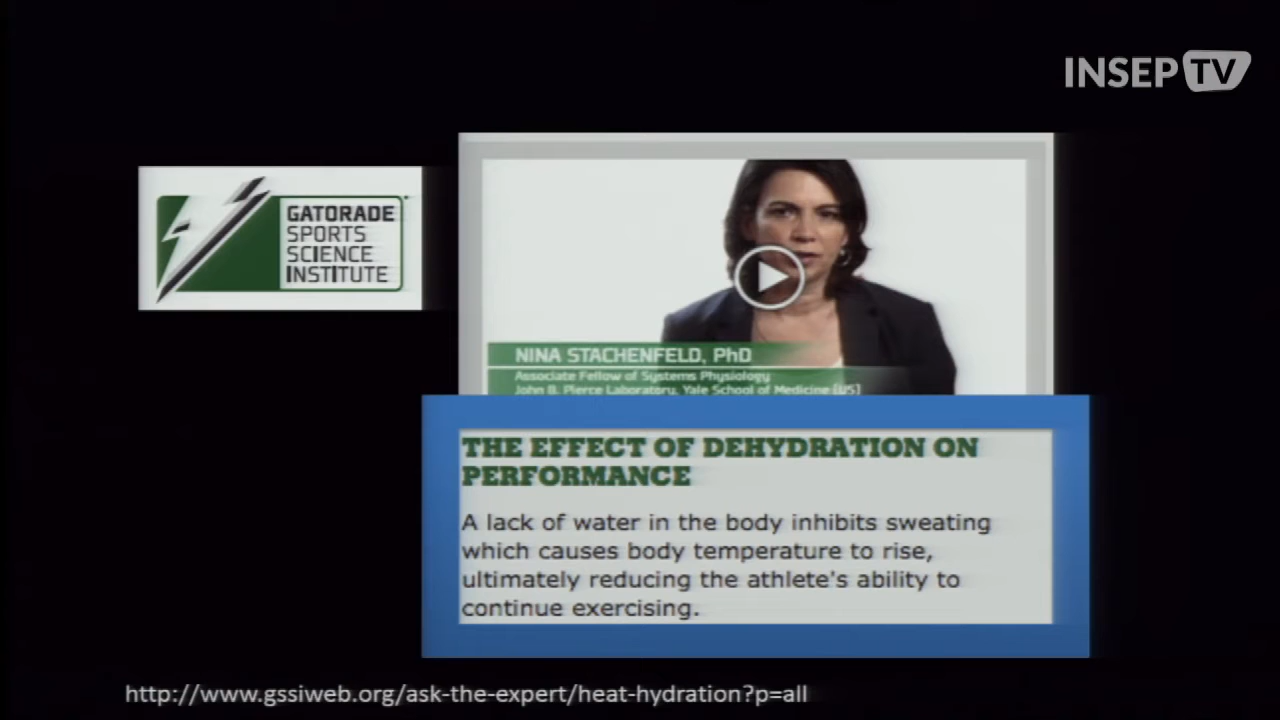 INSEP TV
GATORADE
SPORTS
SCIENCE
INSTITUTE
NINA STACHENFELD, PhD
Associate Fellow of Systems Physiology
John B. Pierce Laboratory, Yale School of Medicine (US)
THE EFFECT OF DEHYDRATION ON
PERFORMANCE
A lack of water in the body inhibits sweating
which causes body temperature to rise,
ultimately reducing the athlete's ability to
continue exercising.
http://www.gssiweb.org/ask-the-expert/heat-hydration?p=all